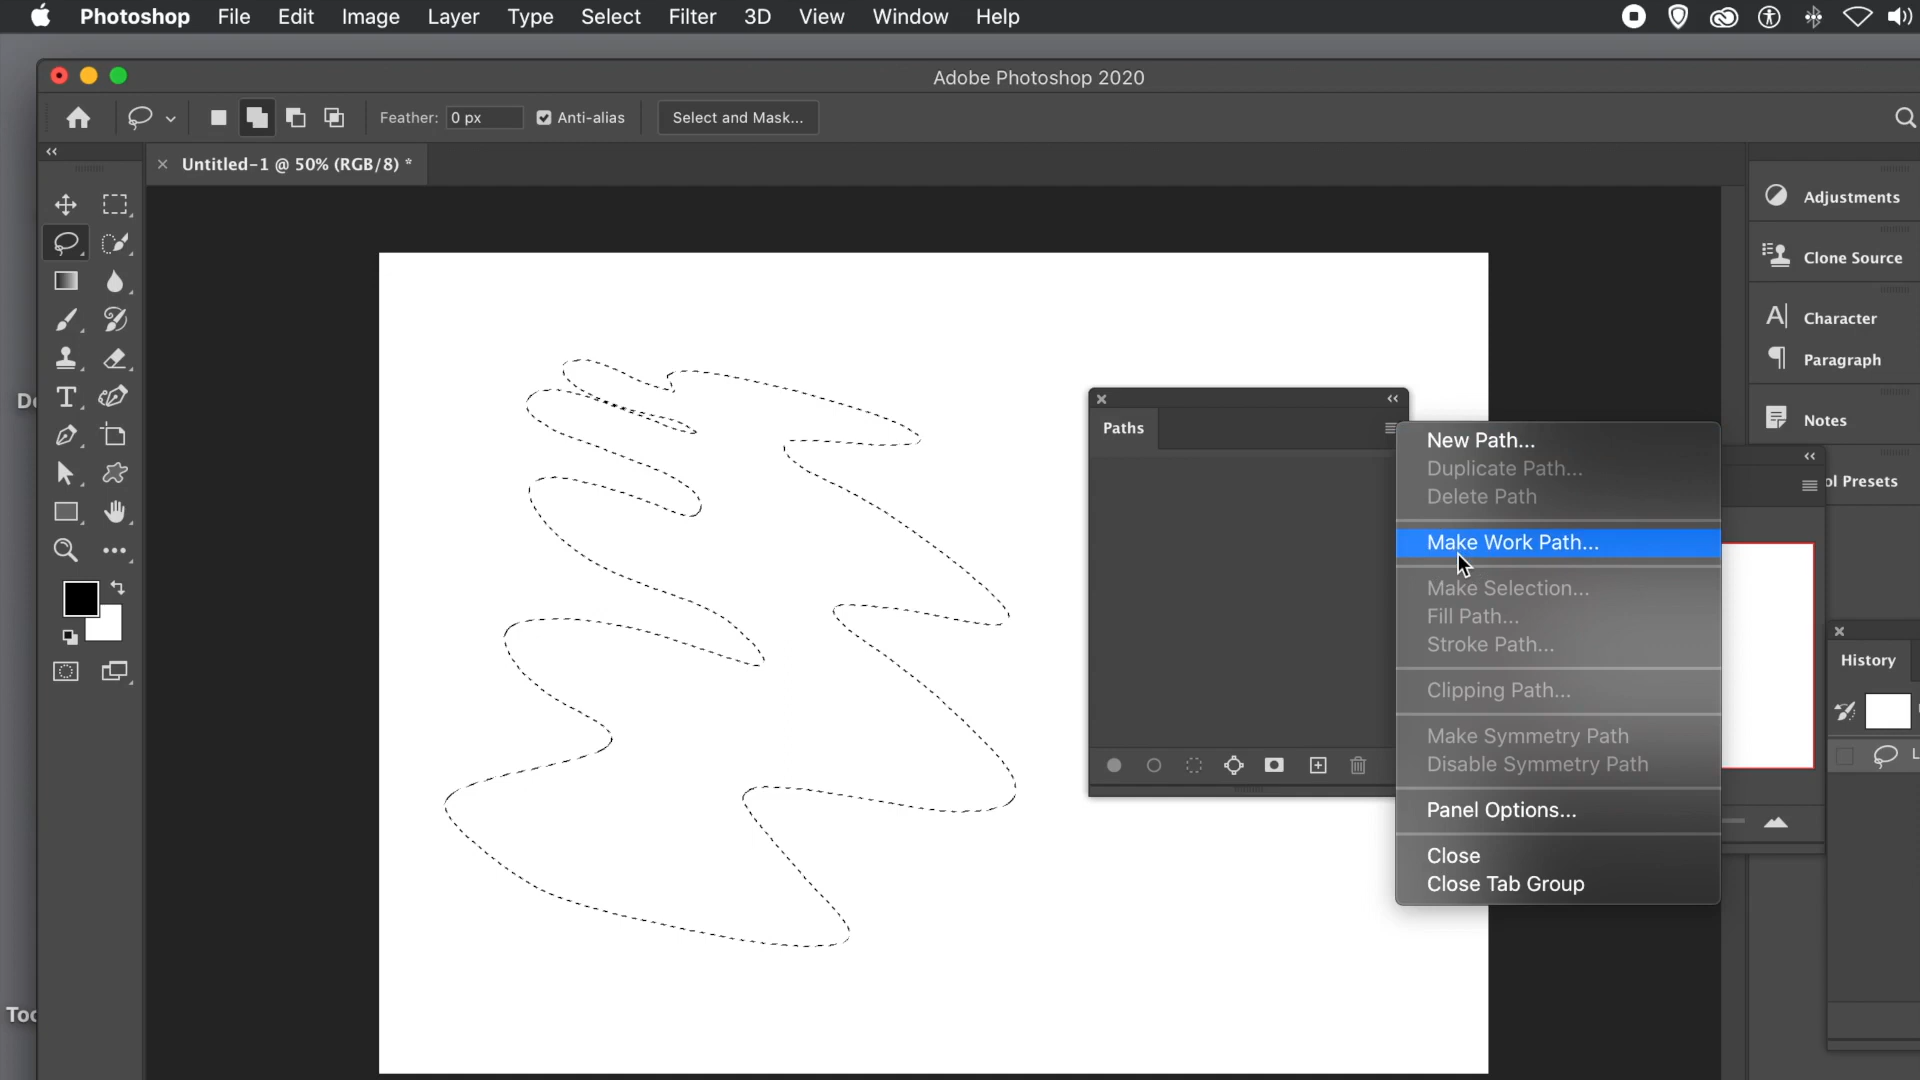 Photoshop File Edit Image Layer Type Select Filter 3D View Window Help
Adobe Photoshop 2020
Feather: 0 px Anti-alias Select and Mask...
Untitled-1 @ 50% (RGB/8) *
Adjustments
Clone Source
Character
Paragraph
Notes
ol Presets
History
L
De
Too
T
A
Paths
New Path...
Duplicate Path...
Delete Path
Make Work Path...
Make Selection...
Fill Path...
Stroke Path...
Clipping Path...
Make Symmetry Path
Disable Symmetry Path
Panel Options...
Close
Close Tab Group